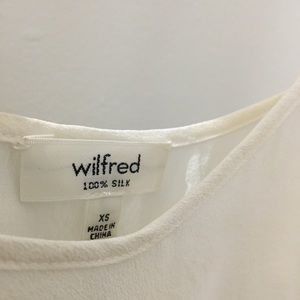 wilfred
100% SILK
XS
MADE IN
CHINA